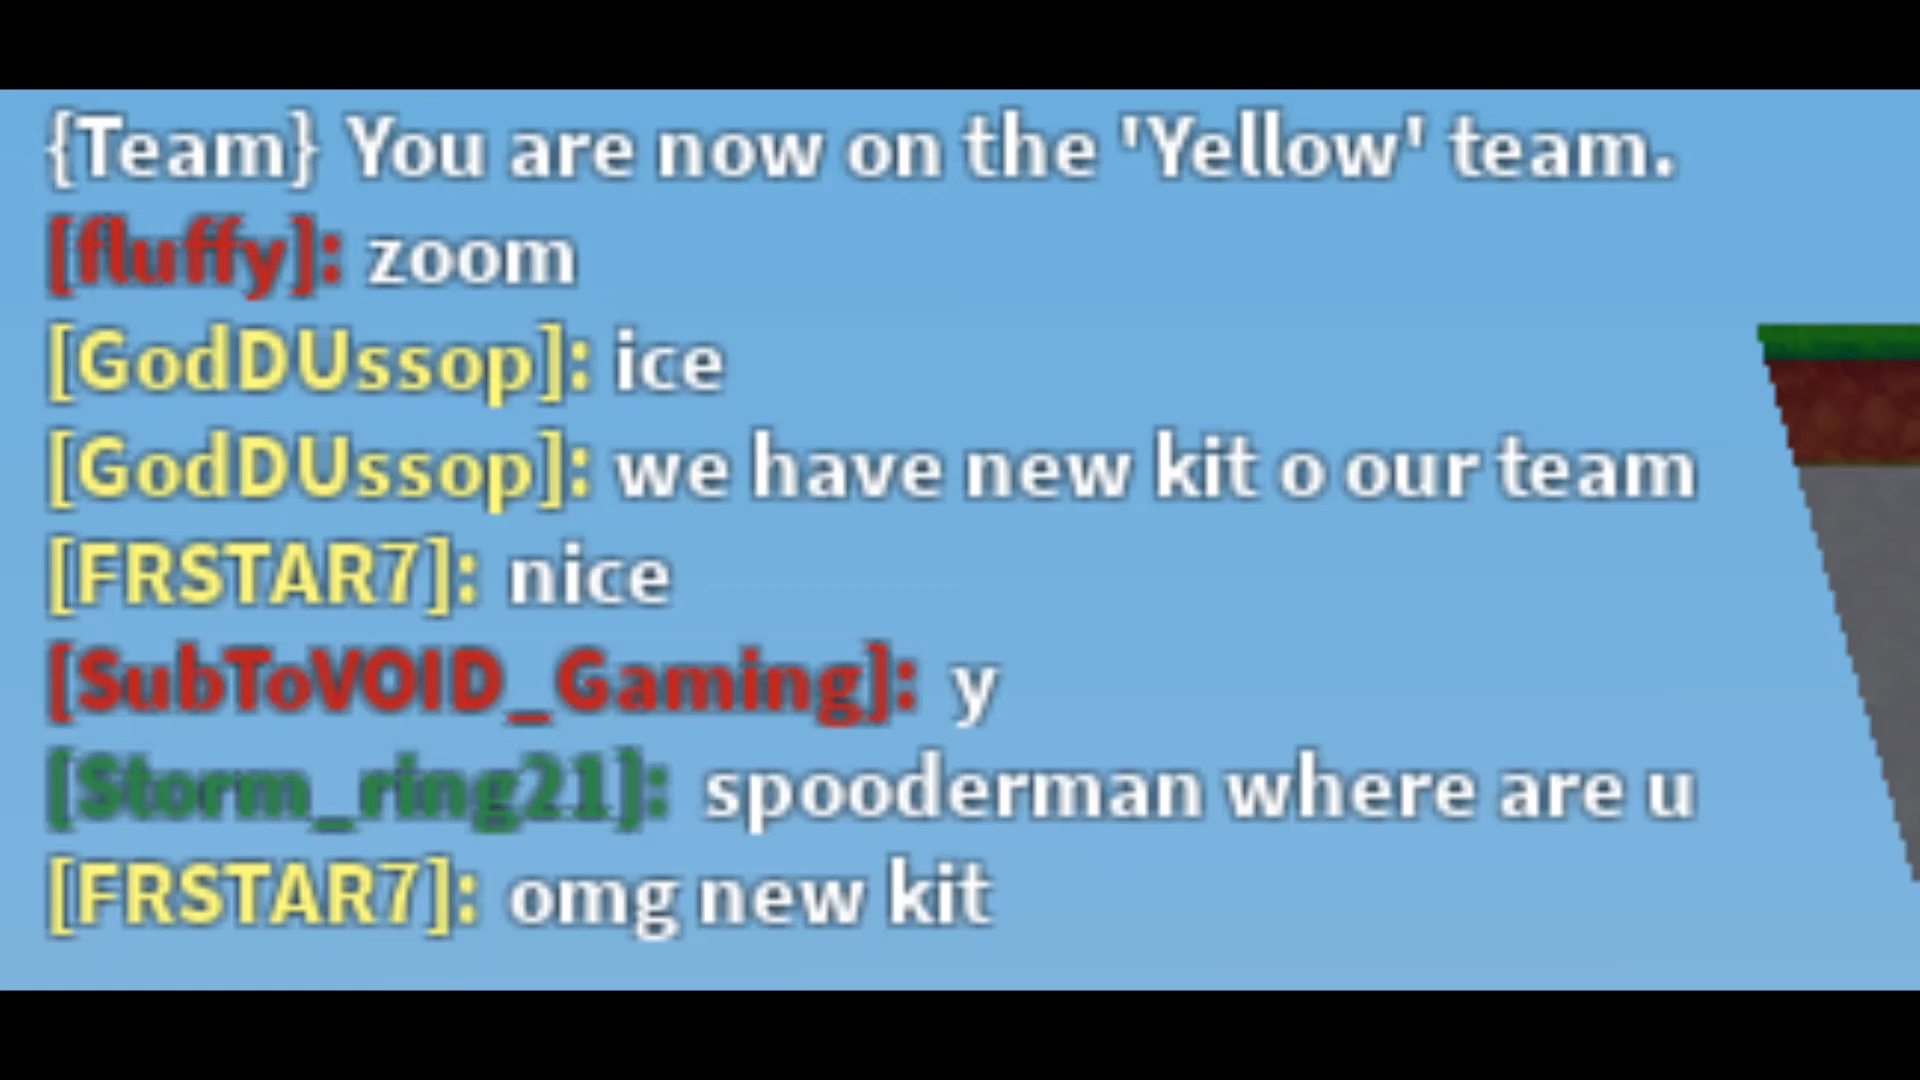 {Team} You are now on the 'Yellow' team.
[fluffy]: zoom
[GodDUssop]: ice
[GodDUssop]: we have new kit o our team
[FRSTAR7]: nice
[SubToVOID_Gaming]: y
[Storm_ring21]: spooderman where are u
[FRSTAR7]: omg new kit